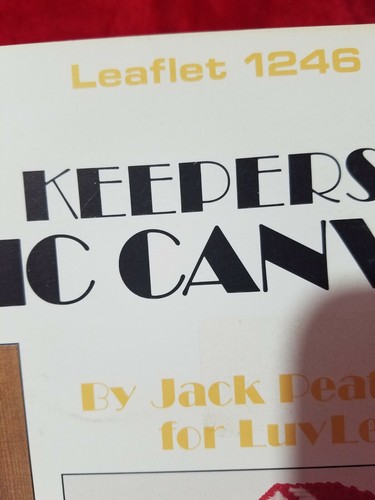 Leaflet 1246
KEEPERS
IC CANV
By Jack Peat
for LuvLe